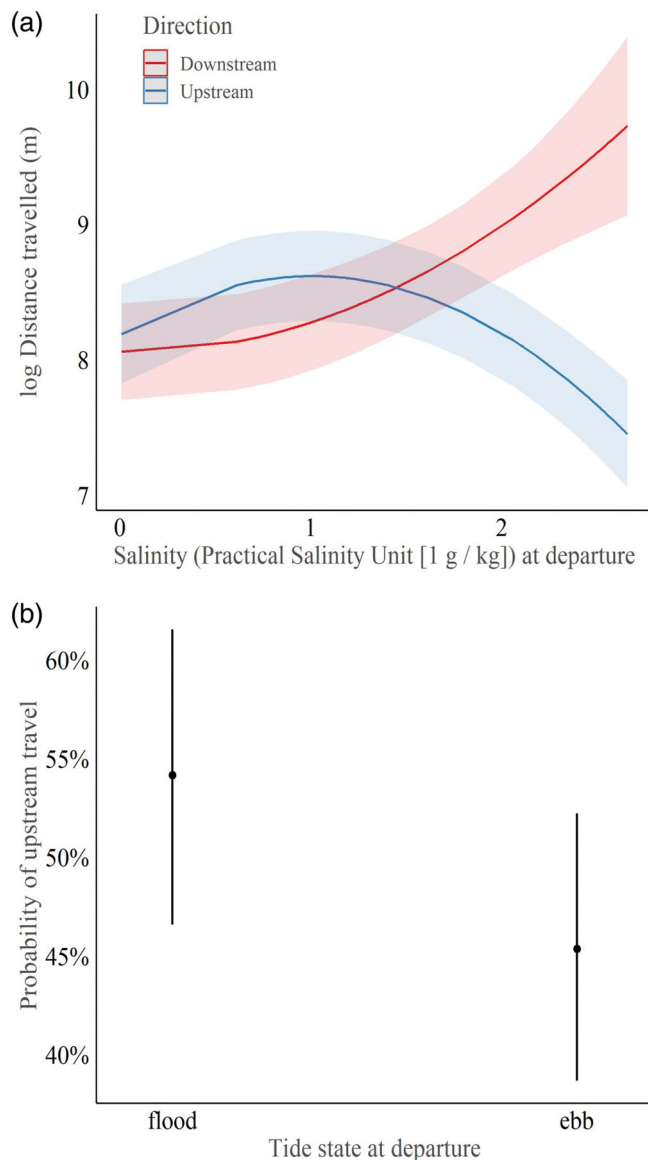 (a)
Direction
Downstream
Upstream
log Distance travelled (m)
10
9
8
7
0 1 2
Salinity (Practical Salinity Unit [1 g / kg]) at departure
(b)
Probability of upstream travel
60%
55%
50%
45%
40%
flood ebb
Tide state at departure